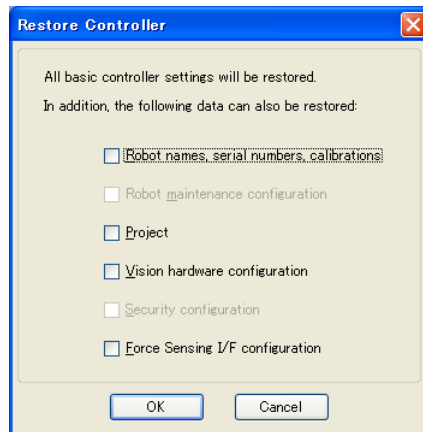 Restore Controller
All basic controller settings will be restored.
In addition, the following data can also be restored:
Robot names, serial numbers, calibrations
Robot maintenance configuration
Project
Vision hardware configuration
Security configuration
Force Sensing I/F configuration
OK Cancel